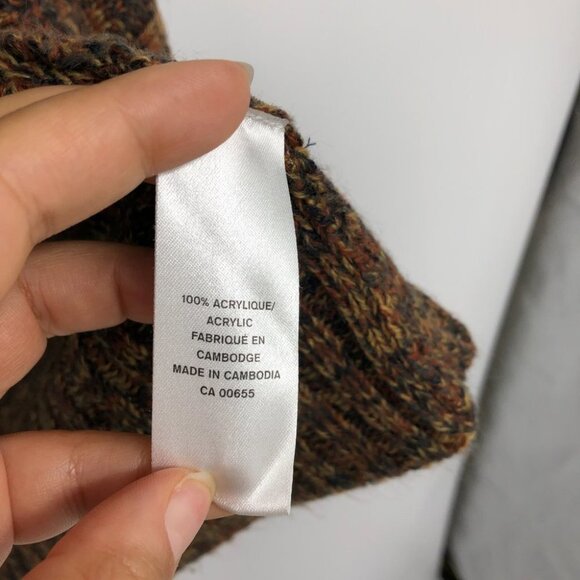 100% ACRYLIQUE/
ACRYLIC
FABRIQUÉ EN
CAMBODGE
MADE IN CAMBODIA
CA 00655